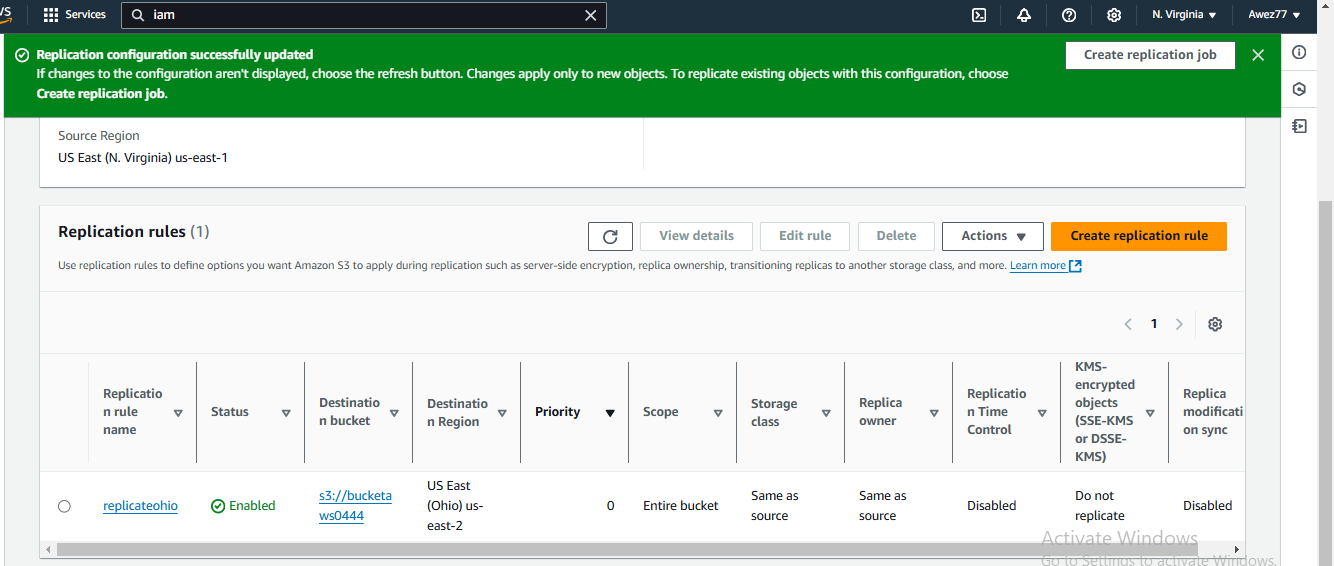 Services
iam
N. Virginia
Awez77
Replication configuration successfully updated
If changes to the configuration aren't displayed, choose the refresh button. Changes apply only to new objects. To replicate existing objects with this configuration, choose
Create replication job.
Create replication job
Source Region
US East (N. Virginia) us-east-1
Replication rules (1)
View details
Edit rule
Delete
Actions
Create replication rule
Use replication rules to define options you want Amazon S3 to apply during replication such as server-side encryption, replica ownership, transitioning replicas to another storage class, and more. Learn more
1
Replicatio
n rule
name
Status
Destinatio
n bucket
Destinatio
n Region
Priority
Scope
Storage
class
Replica
owner
Replicatio
n Time
Control
KMS-
encrypted
objects
(SSE-KMS
or DSSE-
KMS)
Replica
modificati
on sync
replicateohio
Enabled
s3://bucketa
ws0444
US East
(Ohio) us-
east-2
0
Entire bucket
Same as
source
Same as
source
Disabled
Do not
replicate
Disabled
Activate Windows
Go to Settings to activate Windows.